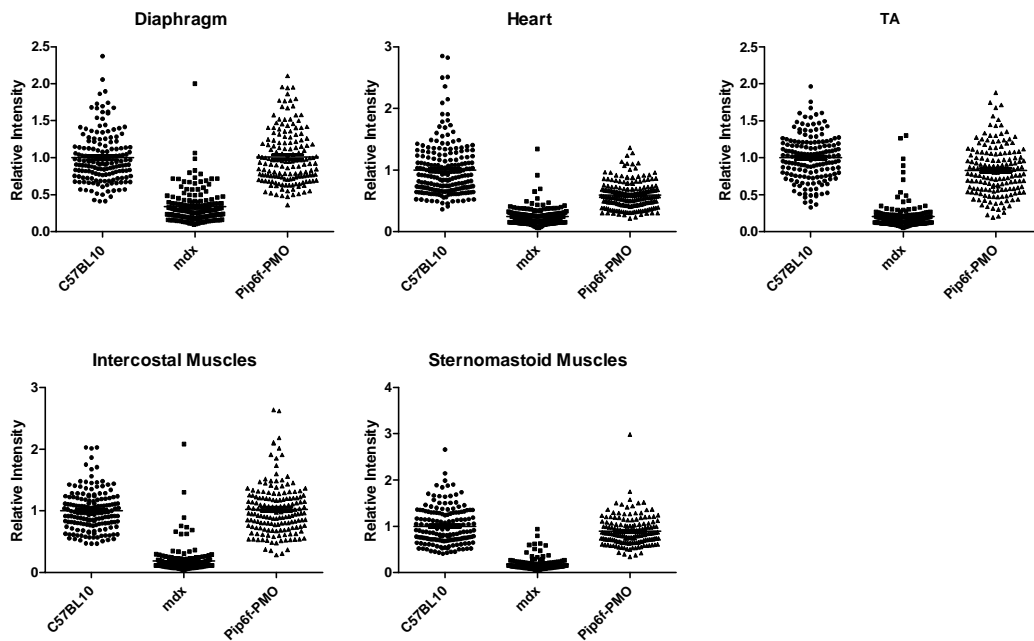 Diaphragm
Relative Intensity
2.5
2.0
1.5
1.0
0.5
0.0
C57BL10
mdx
Pip6f-PMO
Heart
Relative Intensity
3
2
1
0
C57BL10
mdx
Pip6f-PMO
TA
Relative Intensity
2.5
2.0
1.5
1.0
0.5
0.0
C57BL10
mdx
Pip6f-PMO
Intercostal Muscles
Relative Intensity
3
2
1
0
C57BL10
mdx
Pip6f-PMO
Sternomastoid Muscles
Relative Intensity
4
3
2
1
0
C57BL10
mdx
Pip6f-PMO